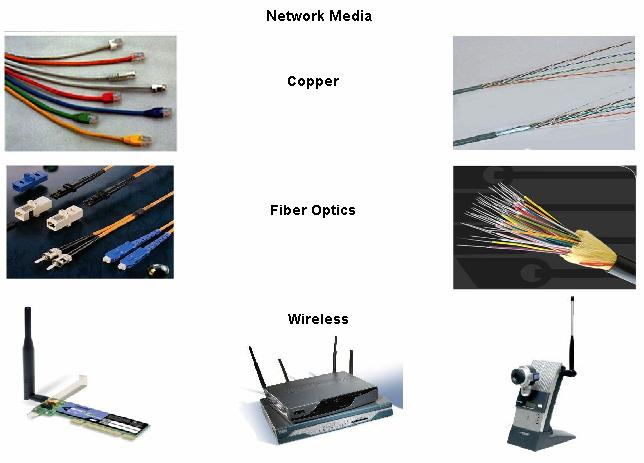 Network Media
Copper
Fiber Optics
Wireless